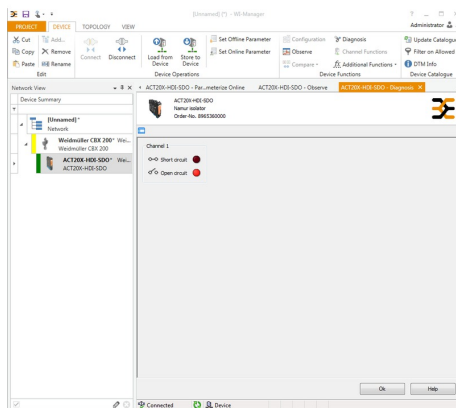 [Unnamed] (*) - WI-Manager
PROJECT DEVICE TOPOLOGY VIEW Administrator
Cut Add... Set Offline Parameter Configuration Diagnosis Update Catalogue
Copy Remove Connect Disconnect Load from Device Store to Device Set Online Parameter Observe Channel Functions Filter on Allowed
Paste Rename Compare Additional Functions DTM Info
Edit Device Operations Device Functions Device Catalogue
Network View ACT20X-HDI-SDO - Par...meterize Online ACT20X-HDI-SDO - Observe ACT20X-HDI-SDO - Diagnosis
Device Summary
ACT20X-HDI-SDO
Namur isolator
Order-No. 8965360000
[Unnamed]*
Network
Weidmüller CBX 200* Wei...
Weidmüller CBX 200
ACT20X-HDI-SDO* Wei...
ACT20X-HDI-SDO
Channel 1
Short circuit
Open circuit
Ok Help
Connected Device